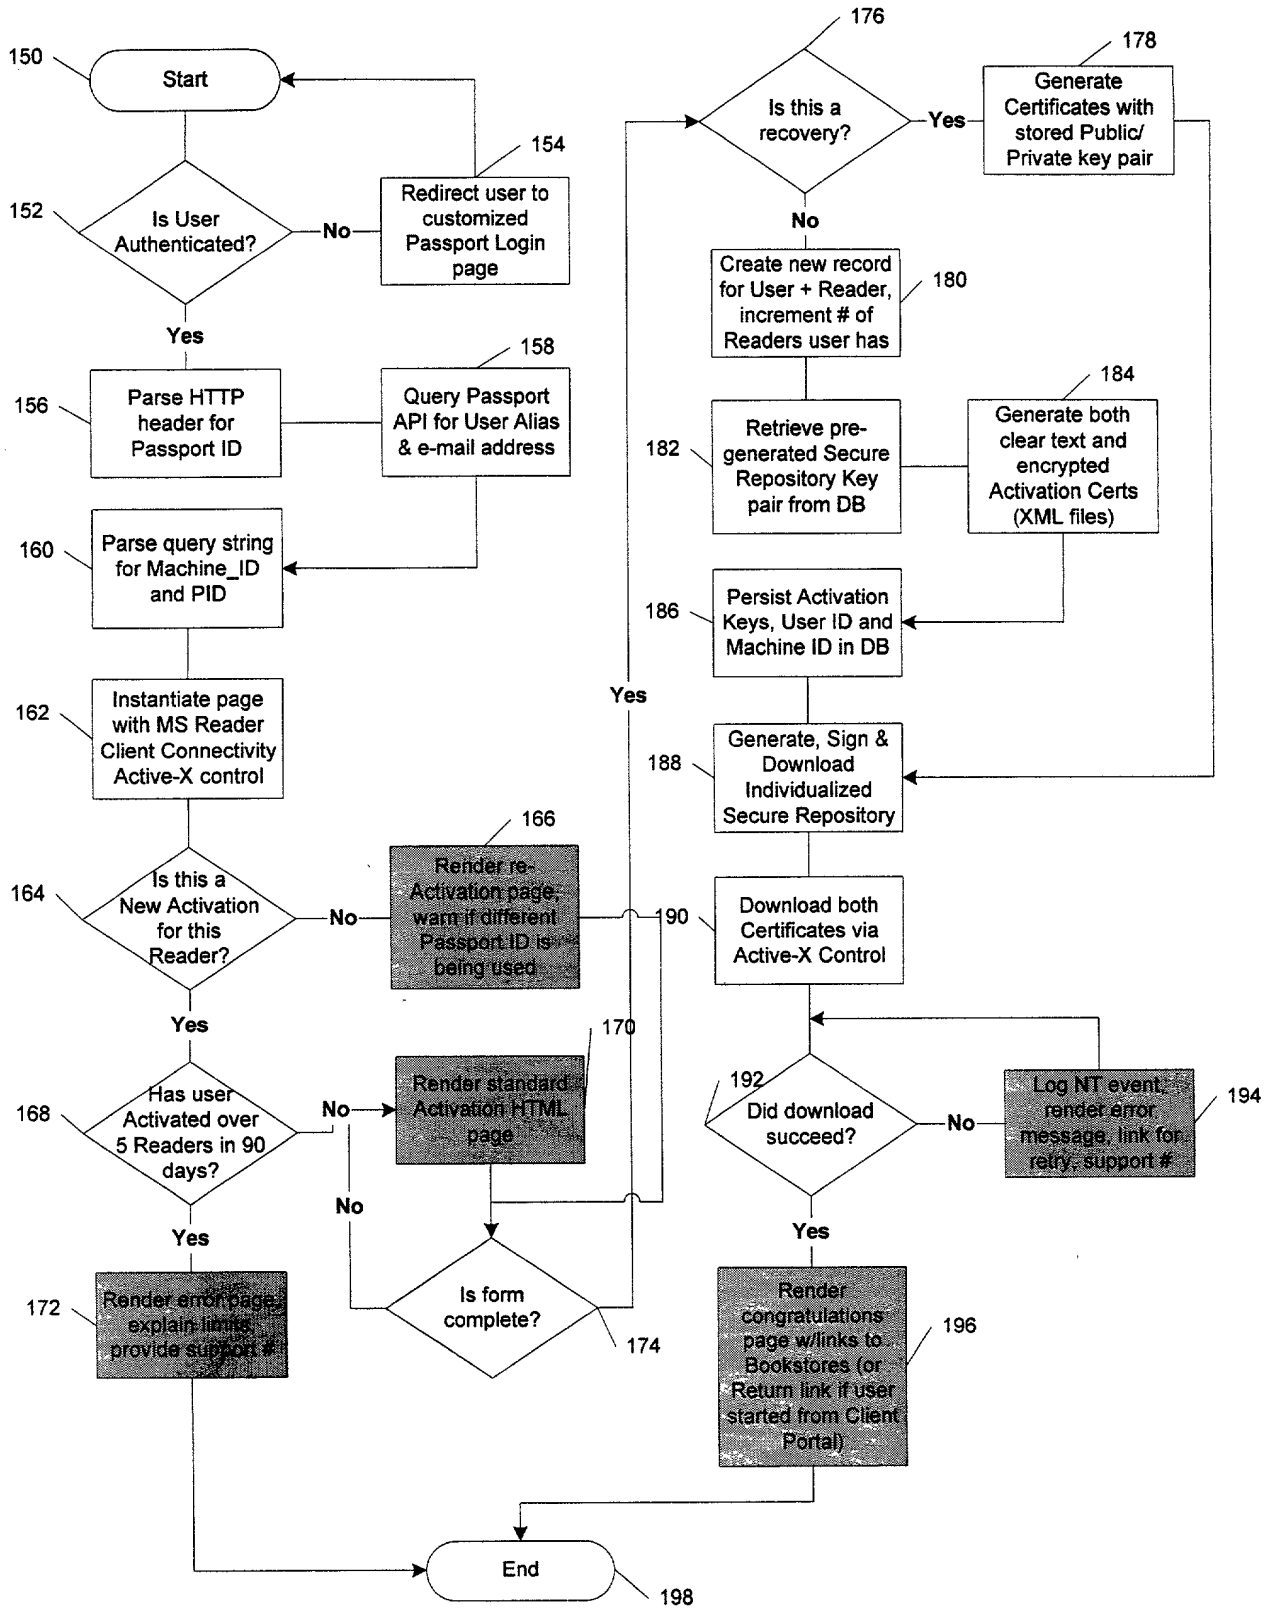 150
Start
154
152
Is User
Authenticated?
No
Redirect user to
customized
Passport Login
page
Yes
156
Parse HTTP
header for
Passport ID
158
Query Passport
API for User Alias
& e-mail address
160
Parse query string
for Machine_ID
and PID
162
Instantiate page
with MS Reader
Client Connectivity
Active-X control
164
Is this a
New Activation
for this
Reader?
No
166
Render re-
Activation page,
warn if different
Passport ID is
being used
Yes
168
Has user
Activated over
5 Readers in 90
days?
No
170
Render standard
Activation HTML
page
No
Yes
172
Render error page,
explain limits,
provide support #
Is form
complete?
174
Yes
176
Is this a
recovery?
Yes
178
Generate
Certificates with
stored Public/
Private key pair
No
Create new record
for User + Reader,
increment # of
Readers user has
180
182
Retrieve pre-
generated Secure
Repository Key
pair from DB
184
Generate both
clear text and
encrypted
Activation Certs
(XML files)
186
Persist Activation
Keys, User ID and
Machine ID in DB
188
Generate, Sign &
Download
Individualized
Secure Repository
190
Download both
Certificates via
Active-X Control
192
Did download
succeed?
No
Log NT event,
render error
message, link for
retry, support #
194
Yes
Render
congratulations
page w/links to
Bookstores (or
Return link if user
started from Client
Portal)
196
End
198